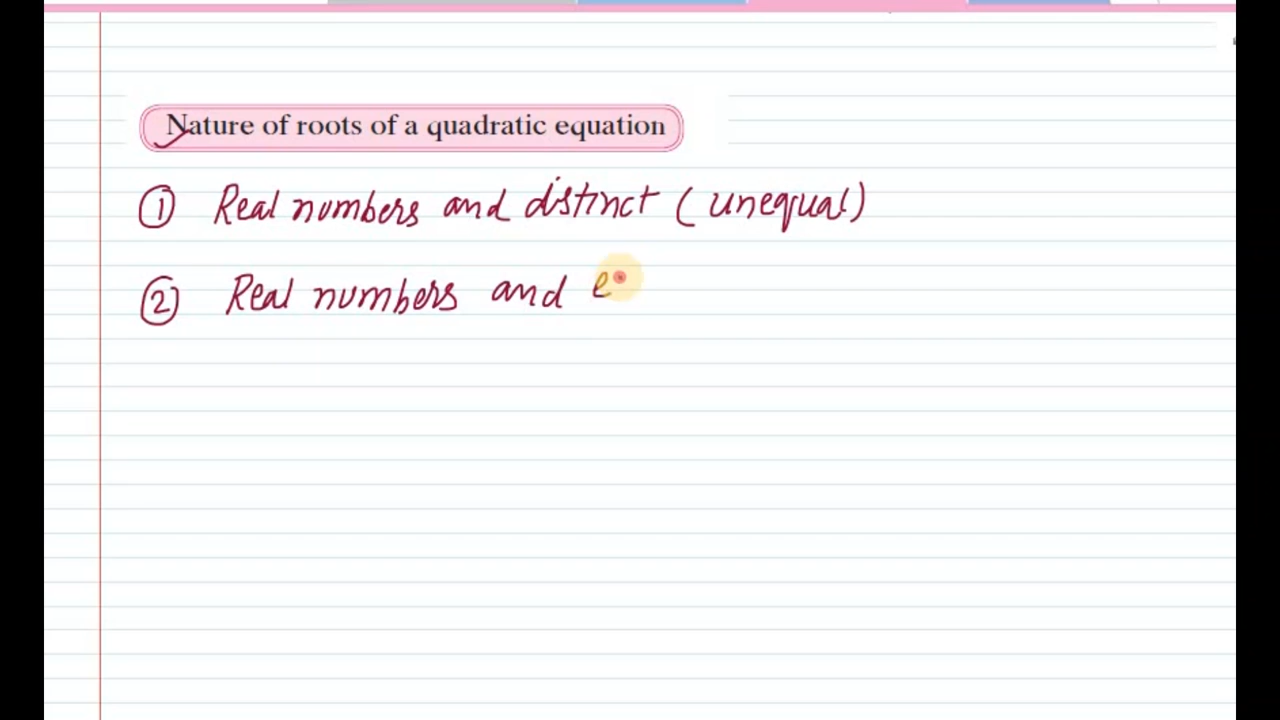 Nature of roots of a quadratic equation
① Real numbers and distinct (unequal)
② Real numbers and e